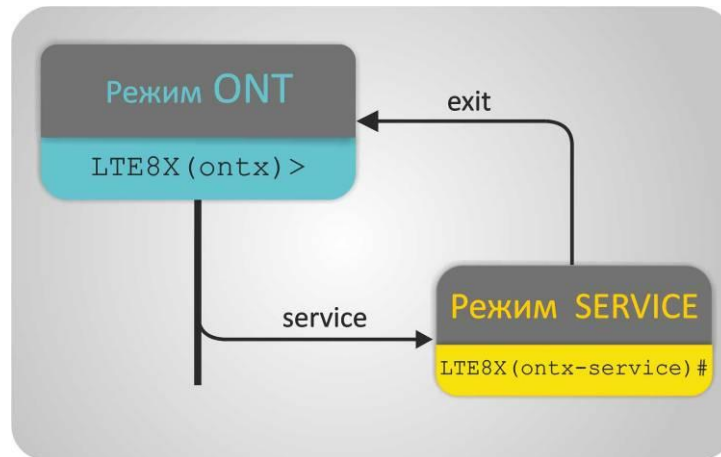 Режим ONT
LTE8X(ontx)>
exit
service
Режим SERVICE
LTE8X(ontx-service)#